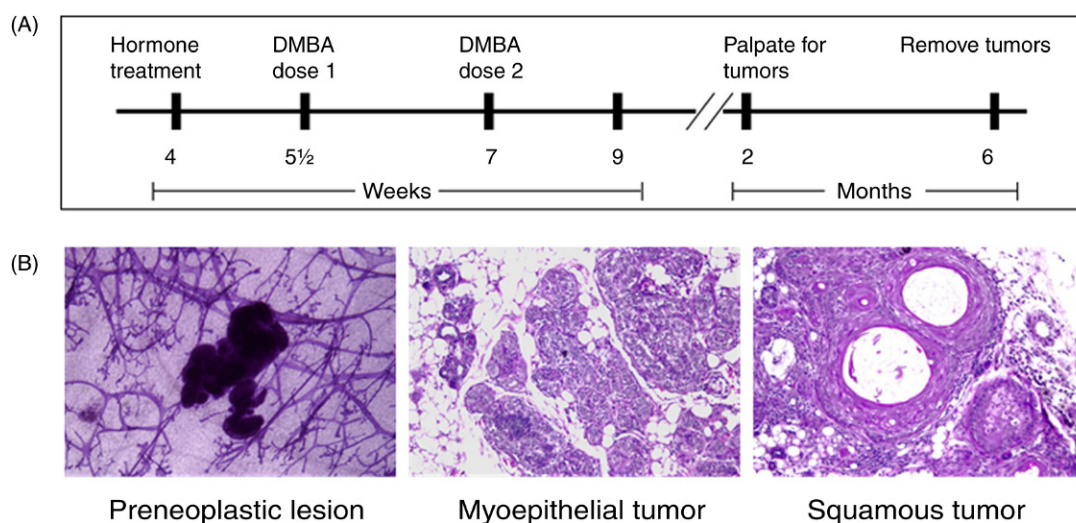 (A)
Hormone treatment
DMBA dose 1
DMBA dose 2
Palpate for tumors
Remove tumors
4
5½
7
9
2
6
Weeks
Months
(B)
Preneoplastic lesion
Myoepithelial tumor
Squamous tumor